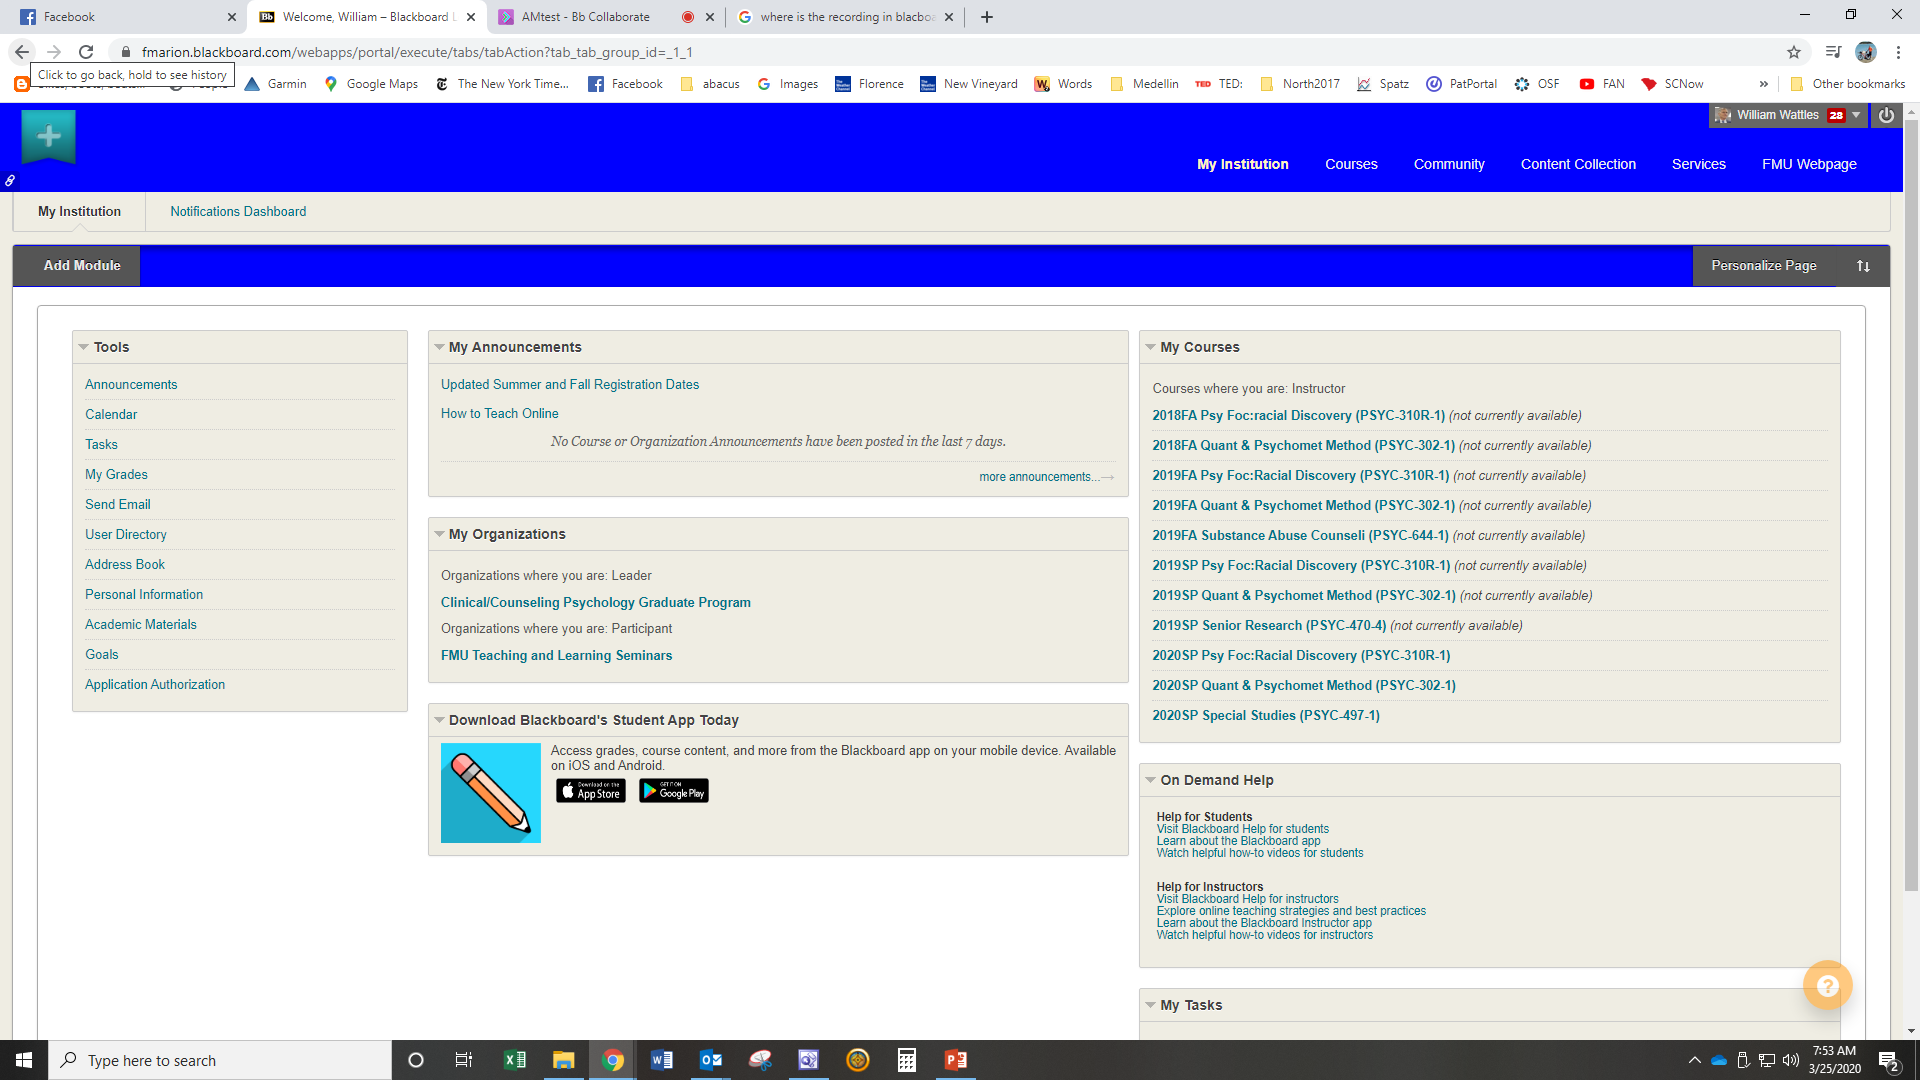 Facebook
Welcome, William – Blackboard L
AMtest - Bb Collaborate
where is the recording in blacboa
fmarion.blackboard.com/webapps/portal/execute/tabs/tabAction?tab_tab_group_id=_1_1
Click to go back, hold to see history
Garmin
Google Maps
The New York Time...
Facebook
abacus
Images
Florence
New Vineyard
Words
Medellin
TED:
North2017
Spatz
PatPortal
OSF
FAN
SCNow
»
Other bookmarks
William Wattles 28
My Institution
Courses
Community
Content Collection
Services
FMU Webpage
My Institution
Notifications Dashboard
Add Module
Personalize Page
Tools
Announcements
Calendar
Tasks
My Grades
Send Email
User Directory
Address Book
Personal Information
Academic Materials
Goals
Application Authorization
My Announcements
Updated Summer and Fall Registration Dates
How to Teach Online
No Course or Organization Announcements have been posted in the last 7 days.
more announcements...→
My Organizations
Organizations where you are: Leader
Clinical/Counseling Psychology Graduate Program
Organizations where you are: Participant
FMU Teaching and Learning Seminars
Download Blackboard's Student App Today
Access grades, course content, and more from the Blackboard app on your mobile device. Available
on iOS and Android.
Download on the
App Store
GET IT ON
Google Play
My Courses
Courses where you are: Instructor
2018FA Psy Foc:racial Discovery (PSYC-310R-1) (not currently available)
2018FA Quant & Psychomet Method (PSYC-302-1) (not currently available)
2019FA Psy Foc:Racial Discovery (PSYC-310R-1) (not currently available)
2019FA Quant & Psychomet Method (PSYC-302-1) (not currently available)
2019FA Substance Abuse Counseli (PSYC-644-1) (not currently available)
2019SP Psy Foc:Racial Discovery (PSYC-310R-1) (not currently available)
2019SP Quant & Psychomet Method (PSYC-302-1) (not currently available)
2019SP Senior Research (PSYC-470-4) (not currently available)
2020SP Psy Foc:Racial Discovery (PSYC-310R-1)
2020SP Quant & Psychomet Method (PSYC-302-1)
2020SP Special Studies (PSYC-497-1)
On Demand Help
Help for Students
Visit Blackboard Help for students
Learn about the Blackboard app
Watch helpful how-to videos for students
Help for Instructors
Visit Blackboard Help for instructors
Explore online teaching strategies and best practices
Learn about the Blackboard Instructor app
Watch helpful how-to videos for instructors
My Tasks
Type here to search
7:53 AM
3/25/2020
2